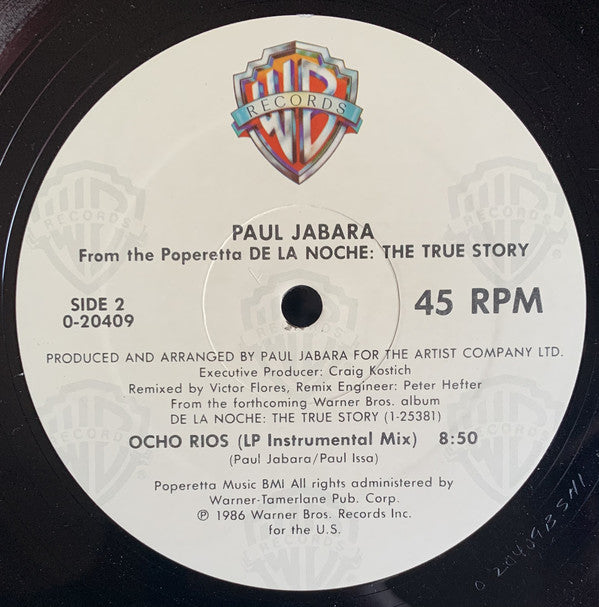 WB
RECORDS
PAUL JABARA
From the Poperetta DE LA NOCHE: THE TRUE STORY
SIDE 2
0-20409
45 RPM
PRODUCED AND ARRANGED BY PAUL JABARA FOR THE ARTIST COMPANY LTD.
Executive Producer: Craig Kostich
Remixed by Victor Flores, Remix Engineer: Peter Hefter
From the forthcoming Warner Bros. album
DE LA NOCHE: THE TRUE STORY (1-25381)
OCHO RIOS (LP Instrumental Mix) 8:50
(Paul Jabara/Paul Issa)
Poperetta Music BMI All rights administered by
Warner-Tamerlane Pub. Corp.
℗ 1986 Warner Bros. Records Inc.
for the U.S.